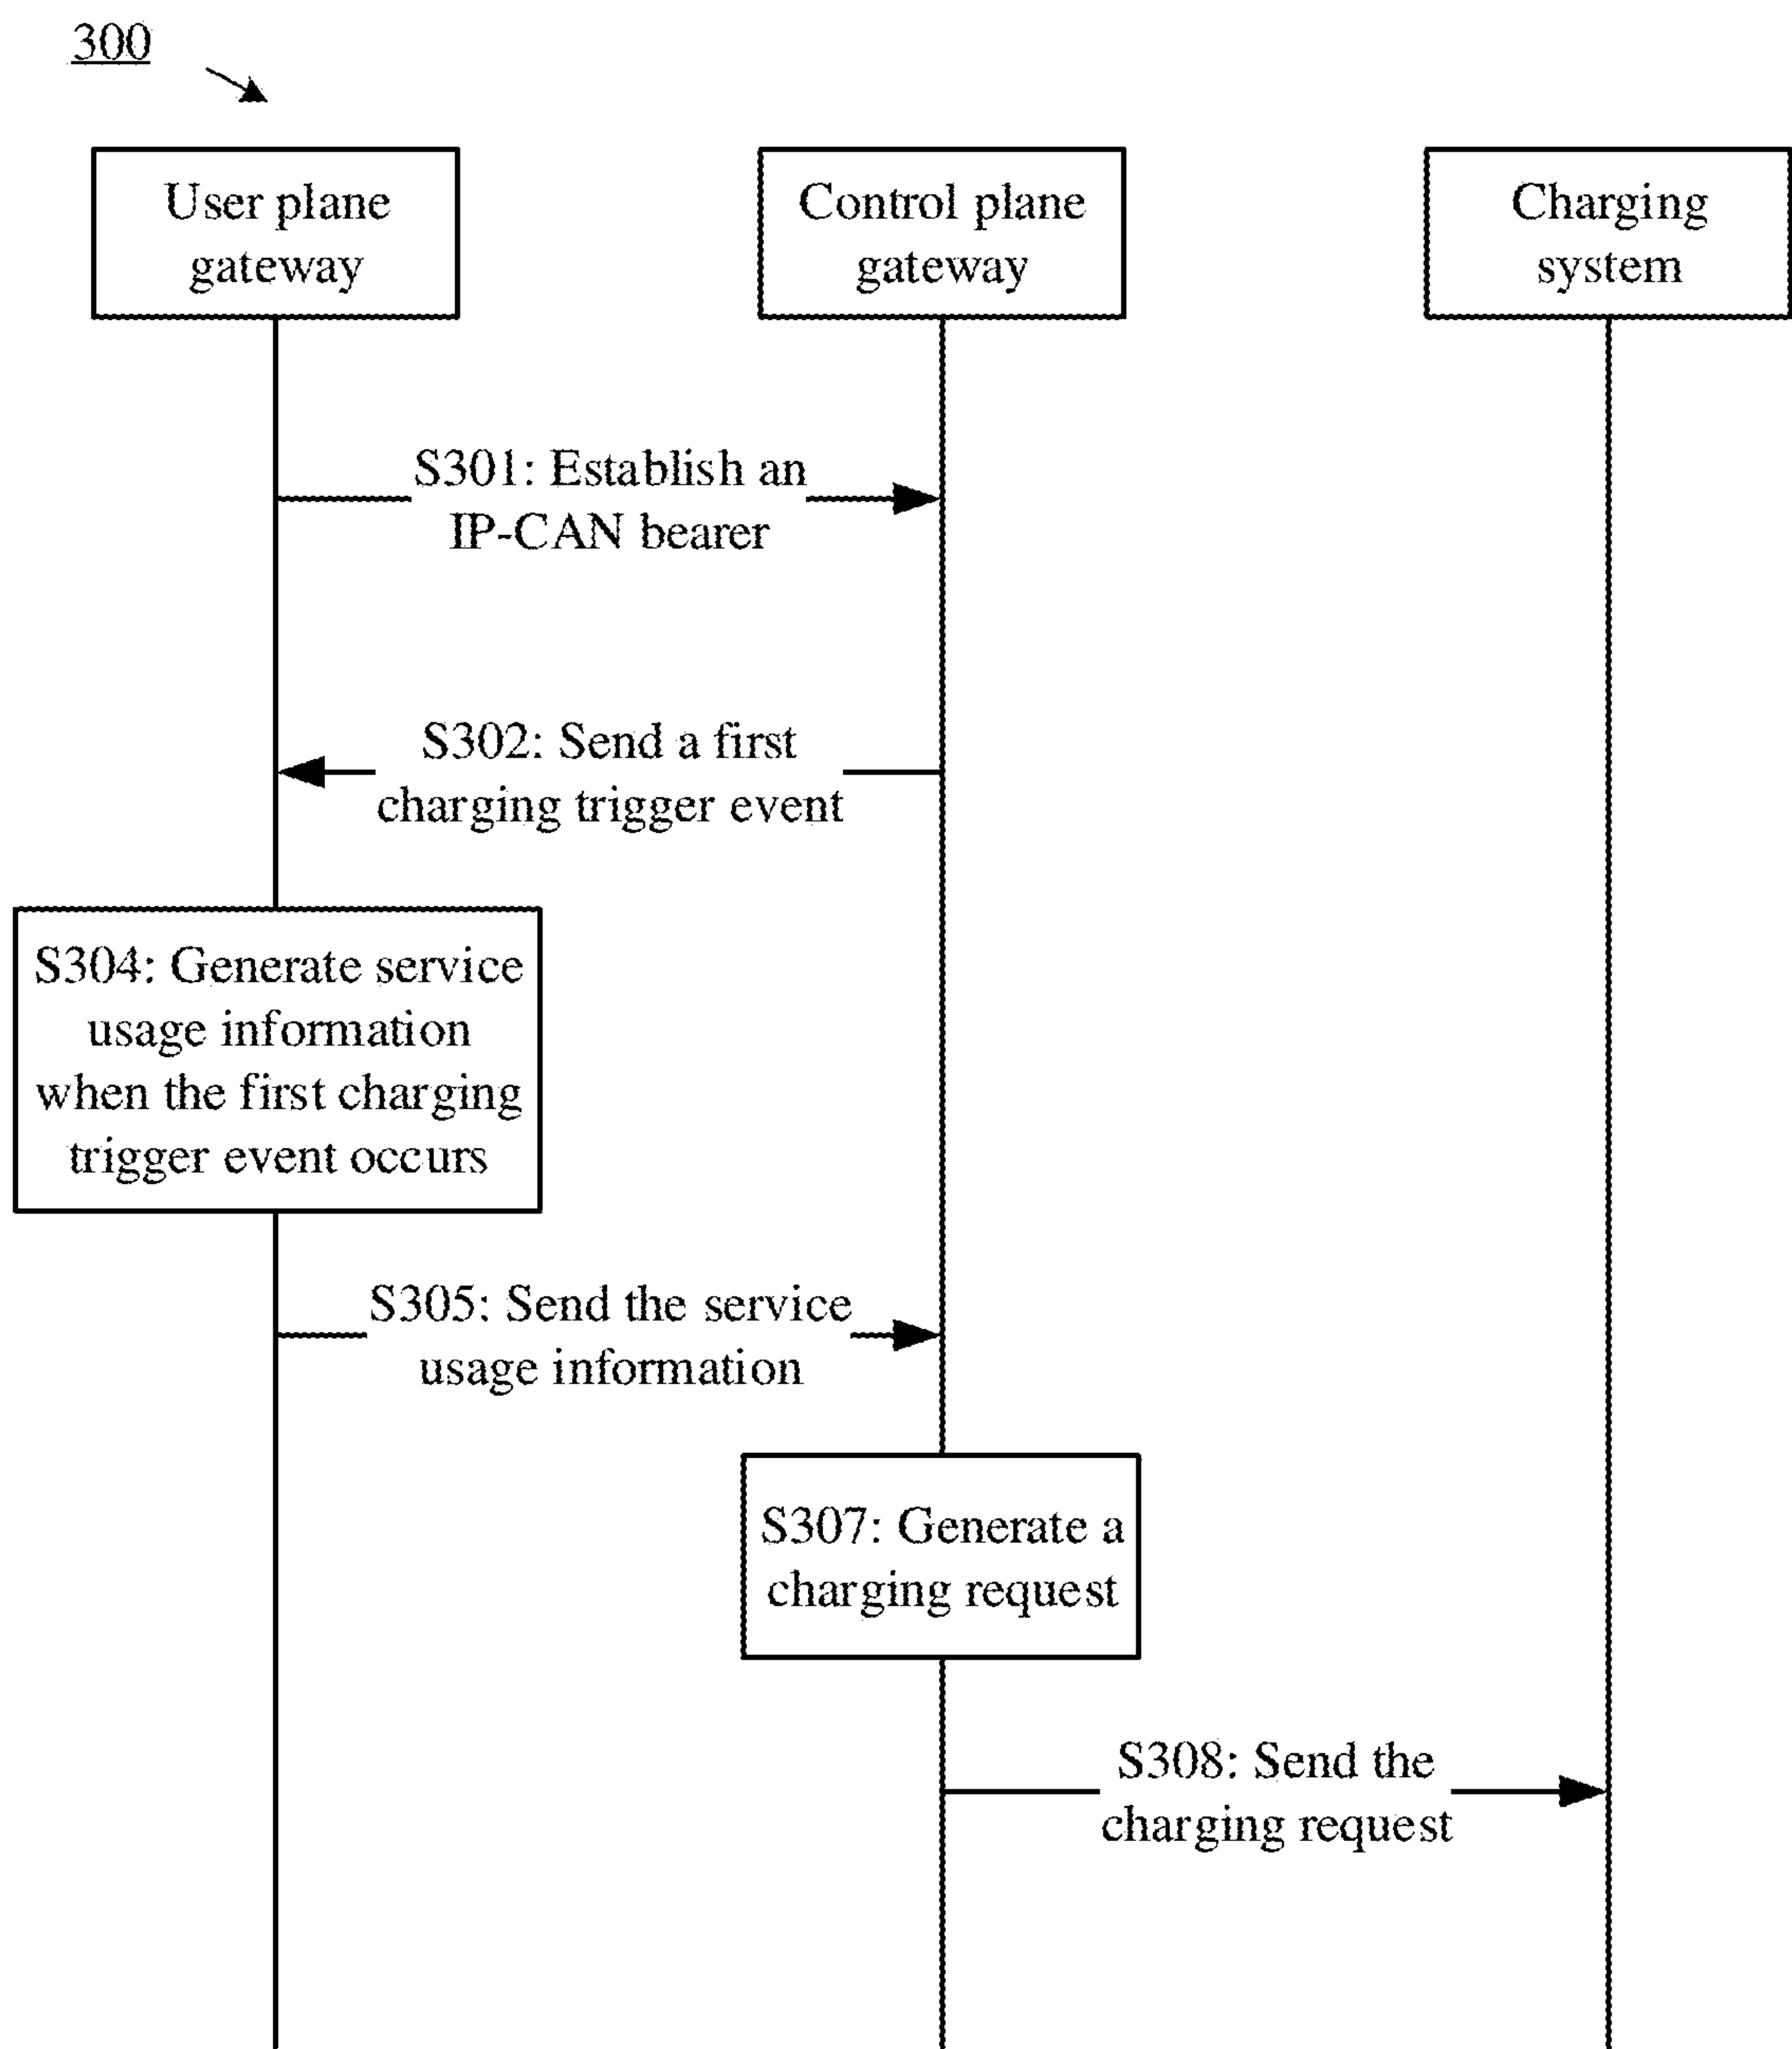 300
User plane
gateway
Control plane
gateway
Charging
system
S301: Establish an
IP-CAN bearer
S302: Send a first
charging trigger event
S304: Generate service
usage information
when the first charging
trigger event occurs
S305: Send the service
usage information
S307: Generate a
charging request
S308: Send the
charging request